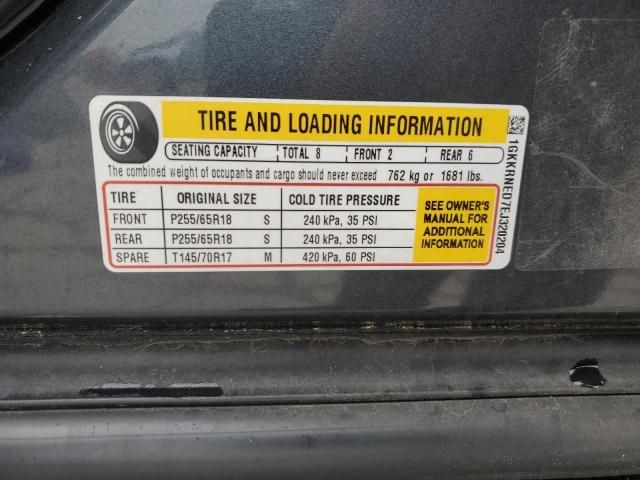 TIRE AND LOADING INFORMATION
SEATING CAPACITY TOTAL 8 FRONT 2 REAR 6
The combined weight of occupants and cargo should never exceed 762 kg or 1681 lbs.
TIRE ORIGINAL SIZE COLD TIRE PRESSURE
FRONT P255/65R18 S 240 kPa, 35 PSI
REAR P255/65R18 S 240 kPa, 35 PSI
SPARE T145/70R17 M 420 kPa, 60 PSI
SEE OWNER'S
MANUAL FOR
ADDITIONAL
INFORMATION
1GKKRNED7EJ320204